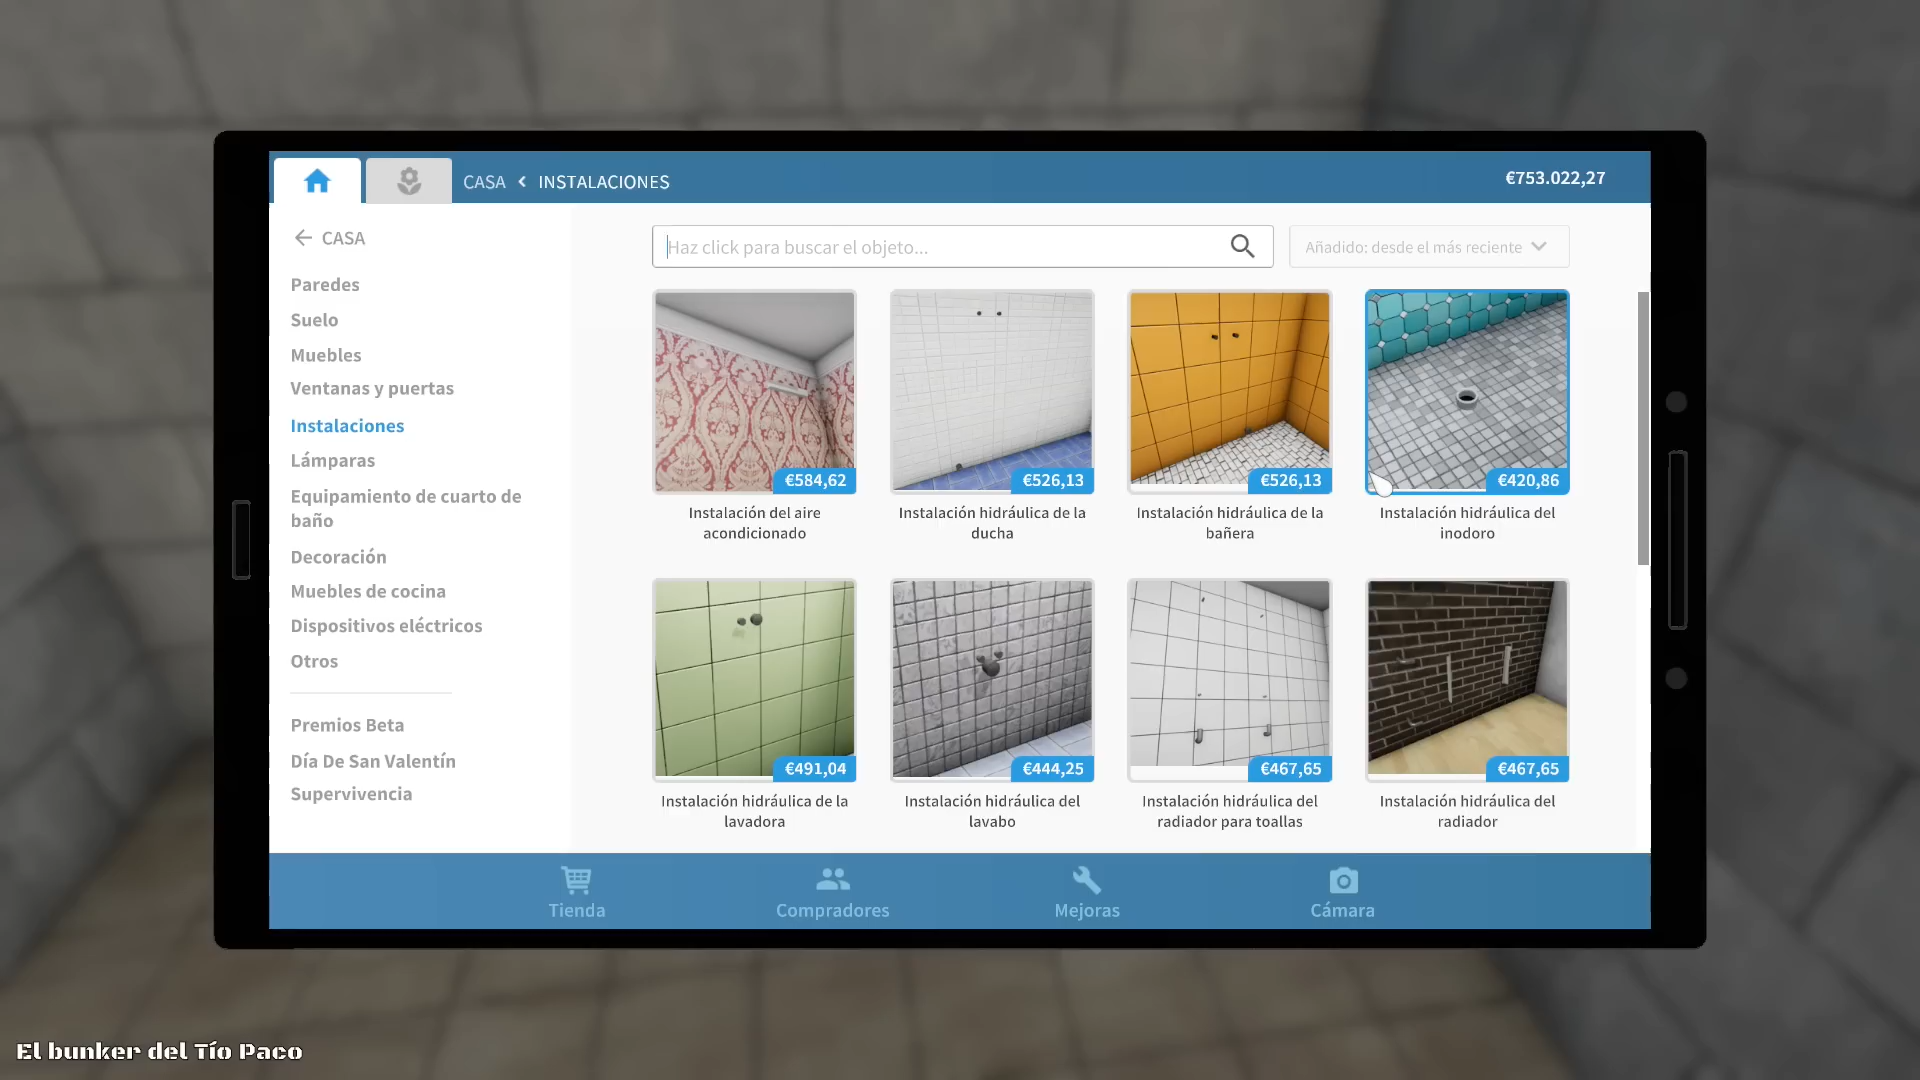 CASA < INSTALACIONES
€753.022,27
← CASA
Haz click para buscar el objeto...
Añadido: desde el más reciente
Paredes
Suelo
Muebles
Ventanas y puertas
Instalaciones
Lámparas
Equipamiento de cuarto de
baño
Decoración
Muebles de cocina
Dispositivos eléctricos
Otros
Premios Beta
Día De San Valentín
Supervivencia
€584,62
Instalación del aire
acondicionado
€526,13
Instalación hidráulica de la
ducha
€526,13
Instalación hidráulica de la
bañera
€420,86
Instalación hidráulica del
inodoro
€491,04
Instalación hidráulica de la
lavadora
€444,25
Instalación hidráulica del
lavabo
€467,65
Instalación hidráulica del
radiador para toallas
€467,65
Instalación hidráulica del
radiador
Tienda
Compradores
Mejoras
Cámara
El bunker del Tío Paco